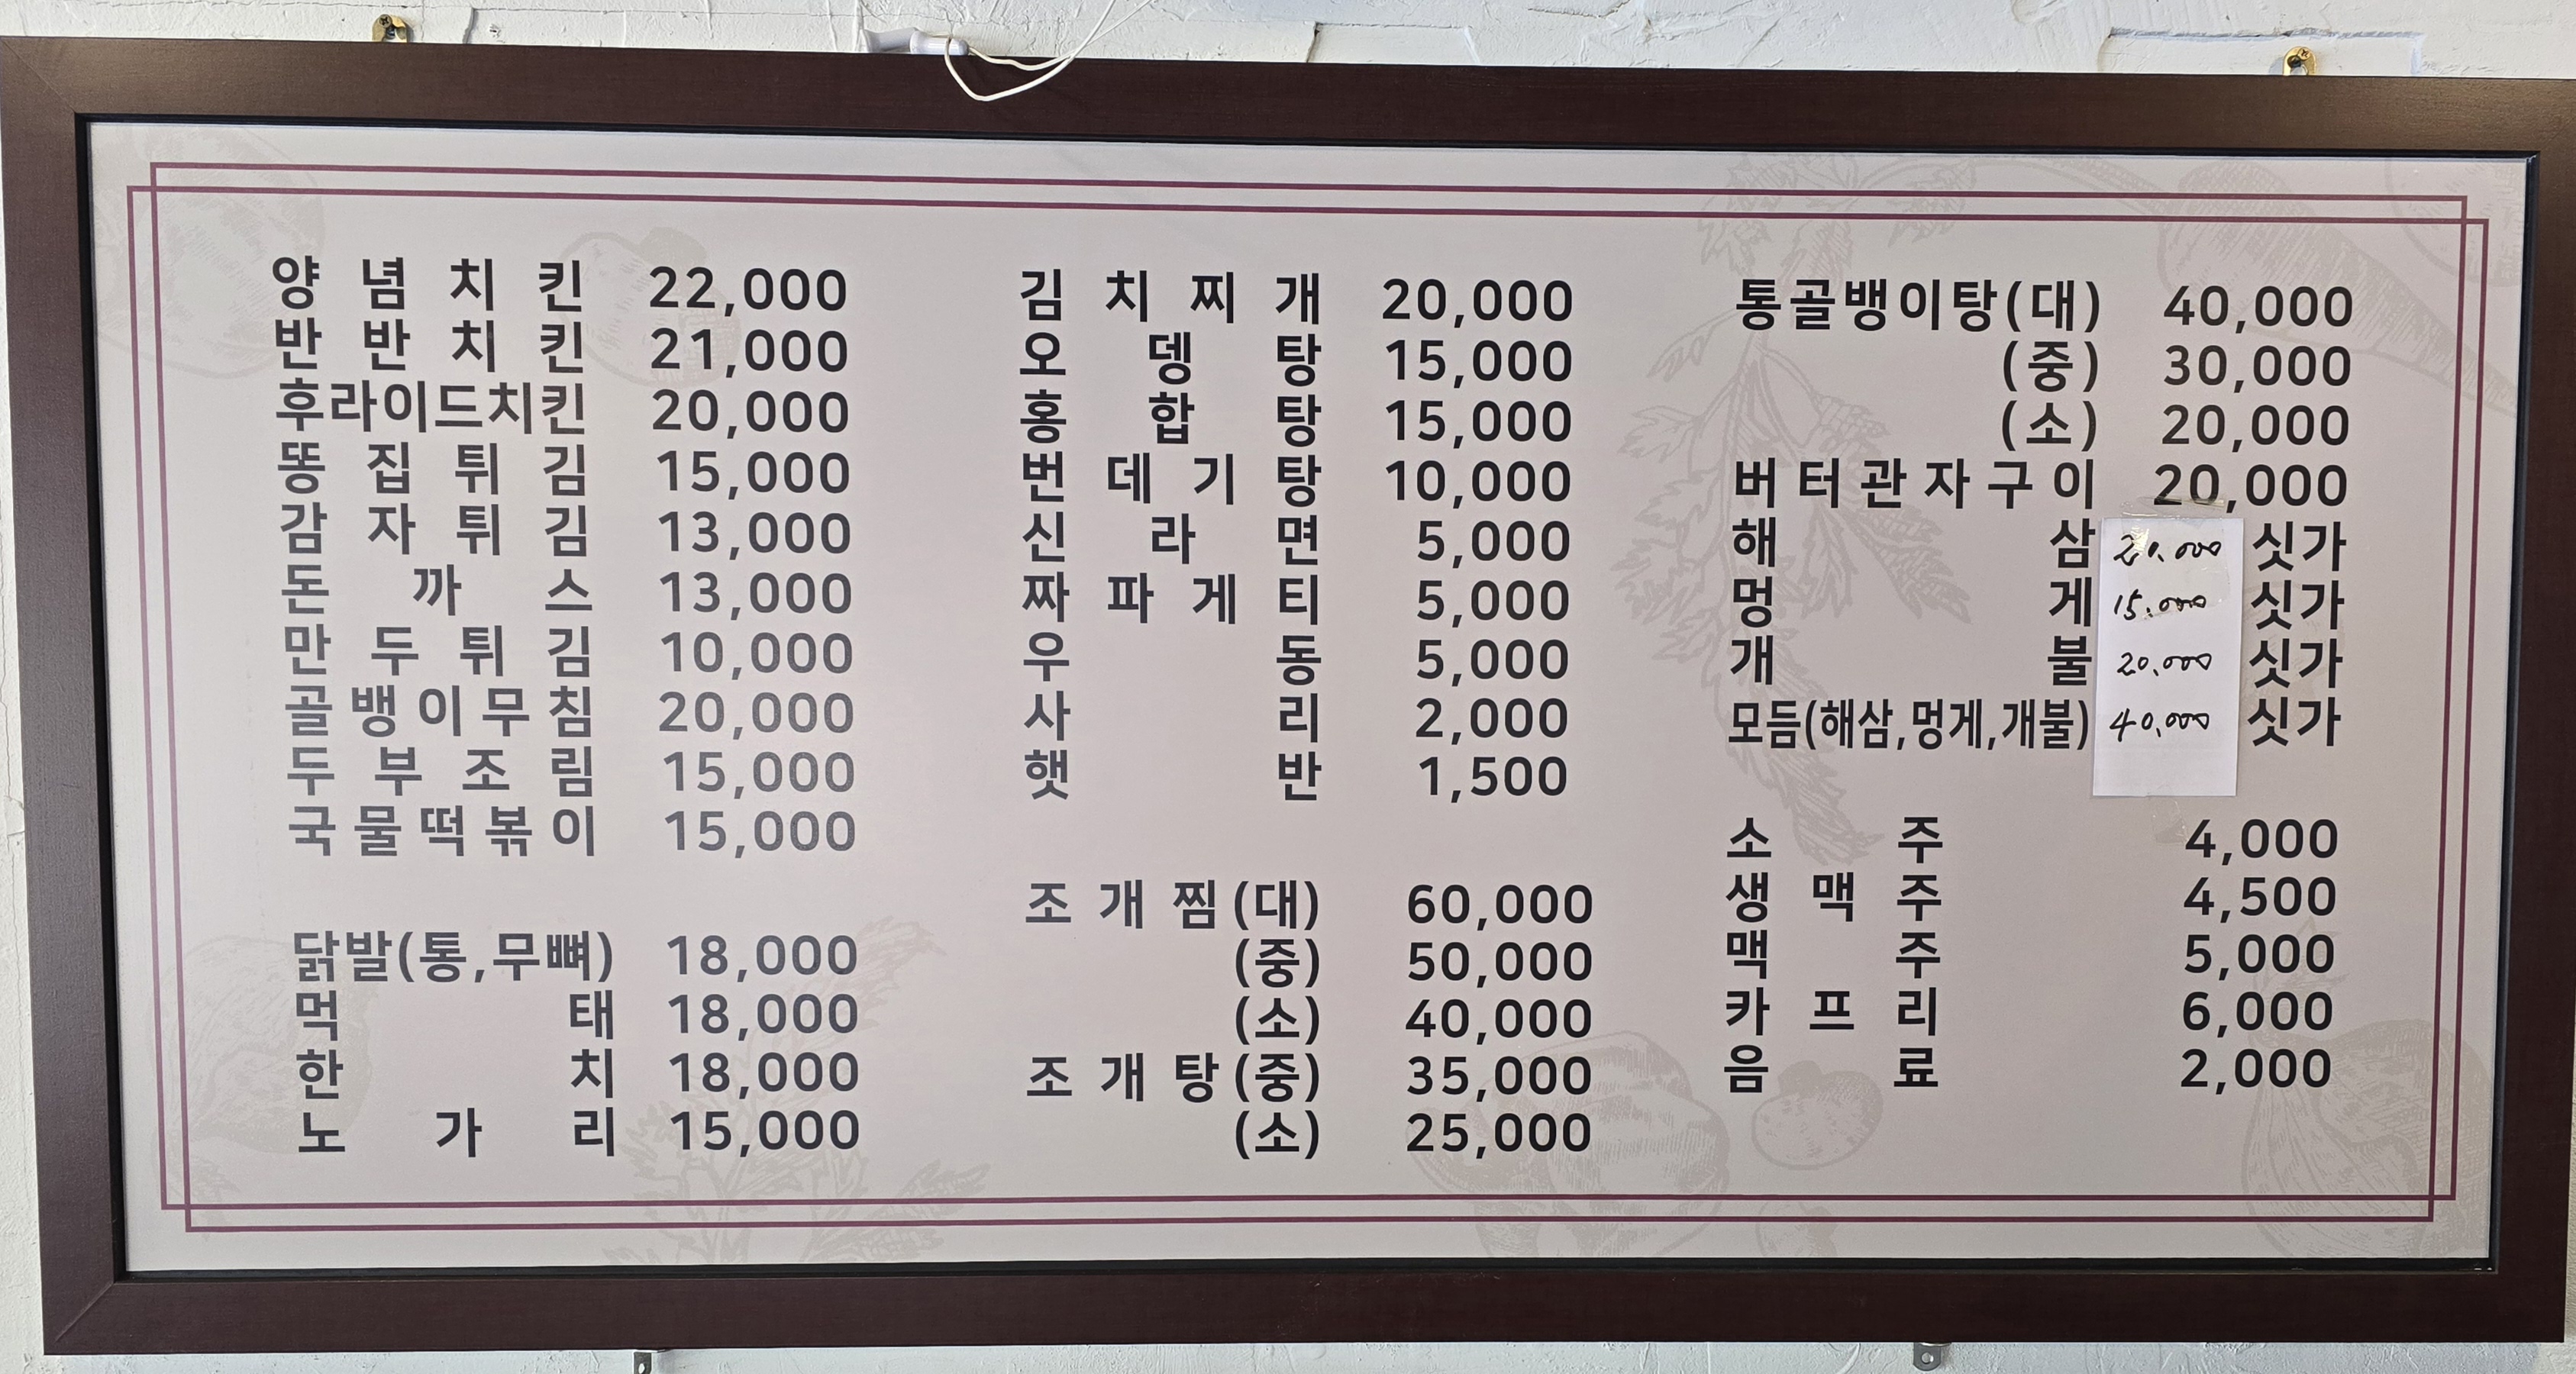 양념치킨 22,000
반반치킨 21,000
후라이드치킨 20,000
똥집튀김 15,000
감자튀김 13,000
돈까스 13,000
만두튀김 10,000
골뱅이무침 20,000
두부조림 15,000
국물떡볶이 15,000
닭발(통,무뼈) 18,000
먹태 18,000
한치 18,000
노가리 15,000
김치찌개 20,000
오뎅탕 15,000
홍합탕 15,000
번데기탕 10,000
신라면 5,000
짜파게티 5,000
우동 5,000
사리 2,000
햇반 1,500
조개찜(대) 60,000
(중) 50,000
(소) 40,000
조개탕(중) 35,000
(소) 25,000
통골뱅이탕(대) 40,000
(중) 30,000
(소) 20,000
버터관자구이 20,000
해삼 20.000 싯가
멍게 15.000 싯가
개불 20.000 싯가
모듬(해삼,멍게,개불) 40,000 싯가
소주 4,000
생맥주 4,500
맥주 5,000
카프리 6,000
음료 2,000